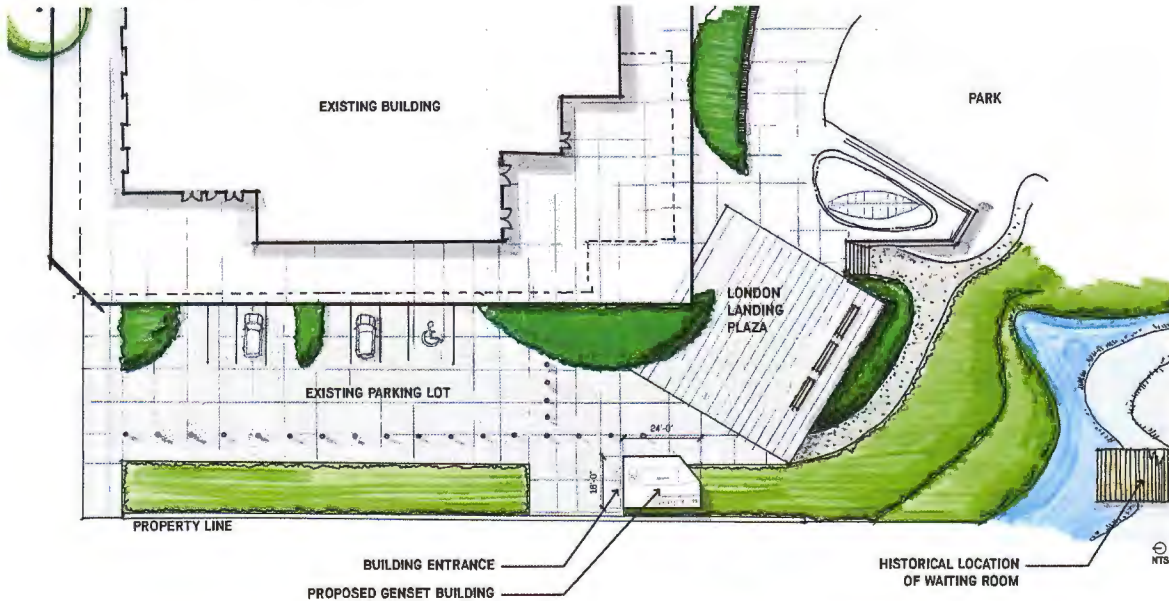 EXISTING BUILDING
PARK
LONDON
LANDING
PLAZA
EXISTING PARKING LOT
24'-0"
18'-0"
PROPERTY LINE
BUILDING ENTRANCE
PROPOSED GENSET BUILDING
HISTORICAL LOCATION
OF WAITING ROOM
NTS